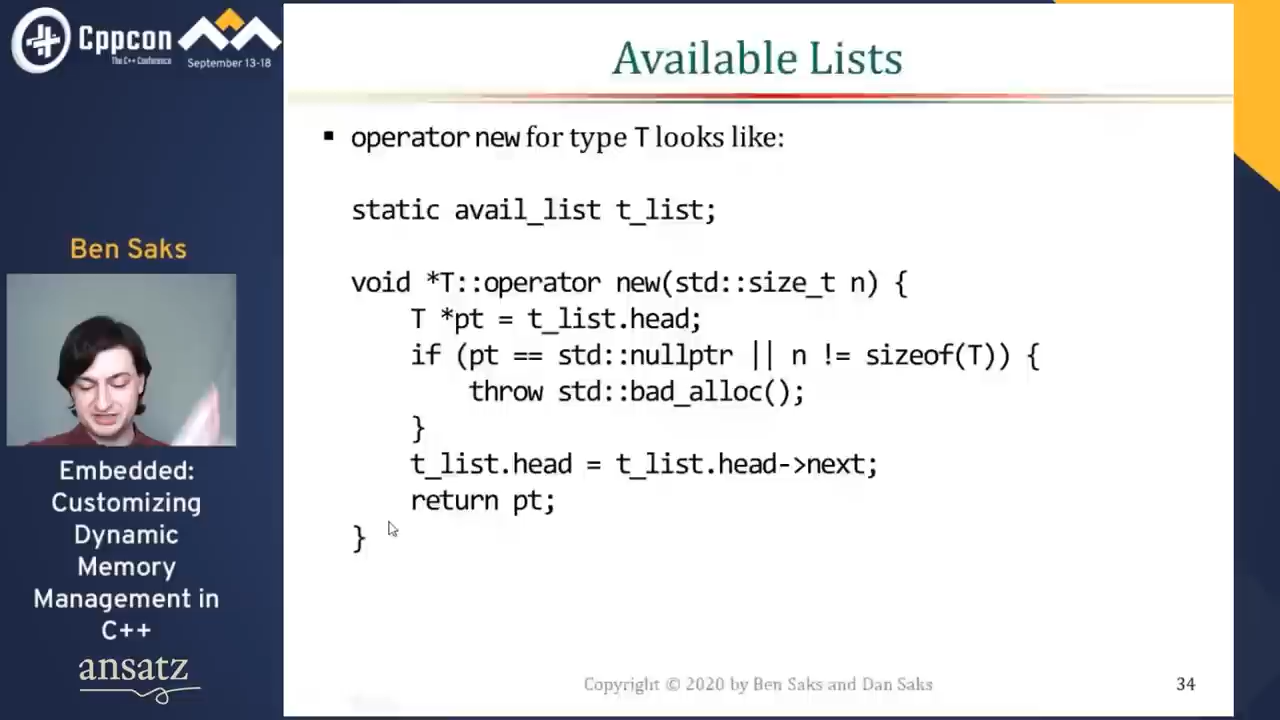 Cppcon
The C++ Conference
September 13-18
Ben Saks
Embedded:
Customizing
Dynamic
Memory
Management in
C++
ansatz
Available Lists
▪ operator new for type T looks like:
static avail_list t_list;
void *T::operator new(std::size_t n) {
T *pt = t_list.head;
if (pt == std::nullptr || n != sizeof(T)) {
throw std::bad_alloc();
}
t_list.head = t_list.head->next;
return pt;
}
Copyright © 2020 by Ben Saks and Dan Saks
34